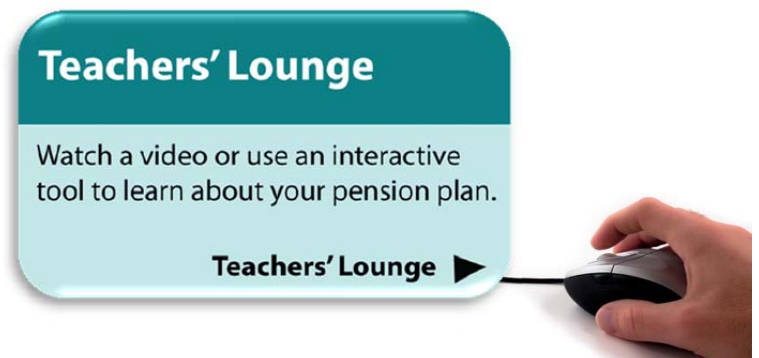 Teachers' Lounge
Watch a video or use an interactive
tool to learn about your pension plan.
Teachers' Lounge ▶